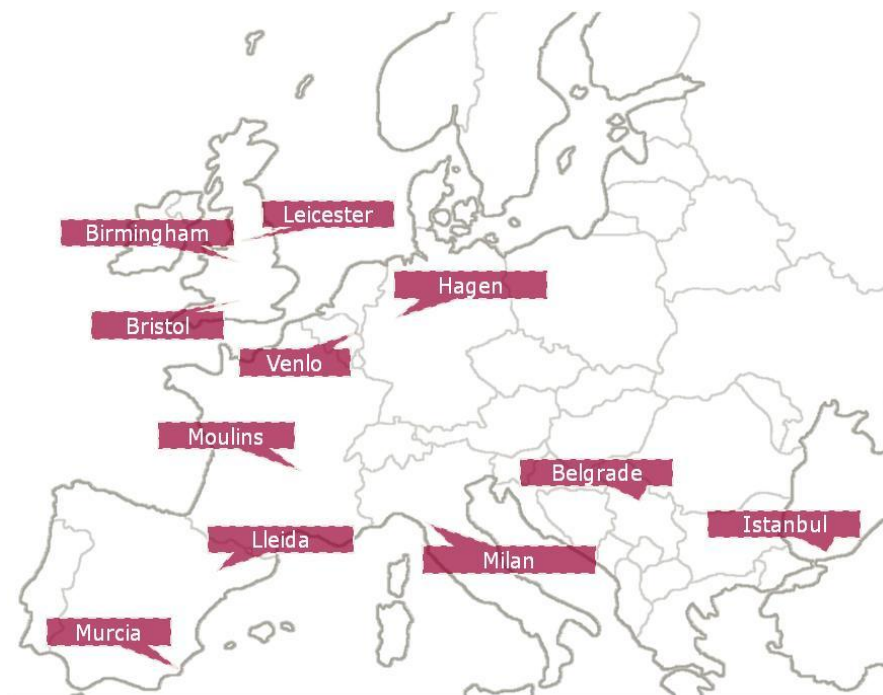 Leicester
Birmingham
Hagen
Bristol
Venlo
Moulins
Belgrade
Istanbul
Lleida
Milan
Murcia